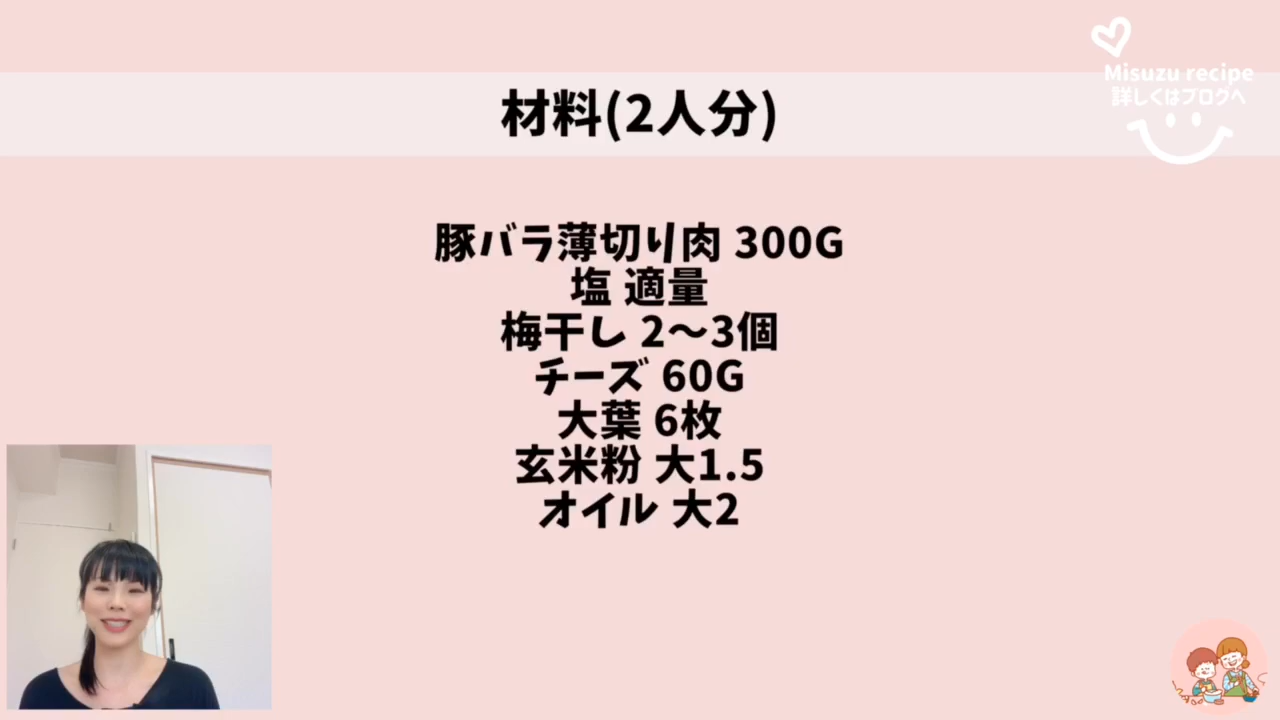 Misuzu recipe
詳しくはブログへ
材料(2人分)
豚バラ薄切り肉 300G
塩 適量
梅干し 2〜3個
チーズ 60G
大葉 6枚
玄米粉 大1.5
オイル 大2